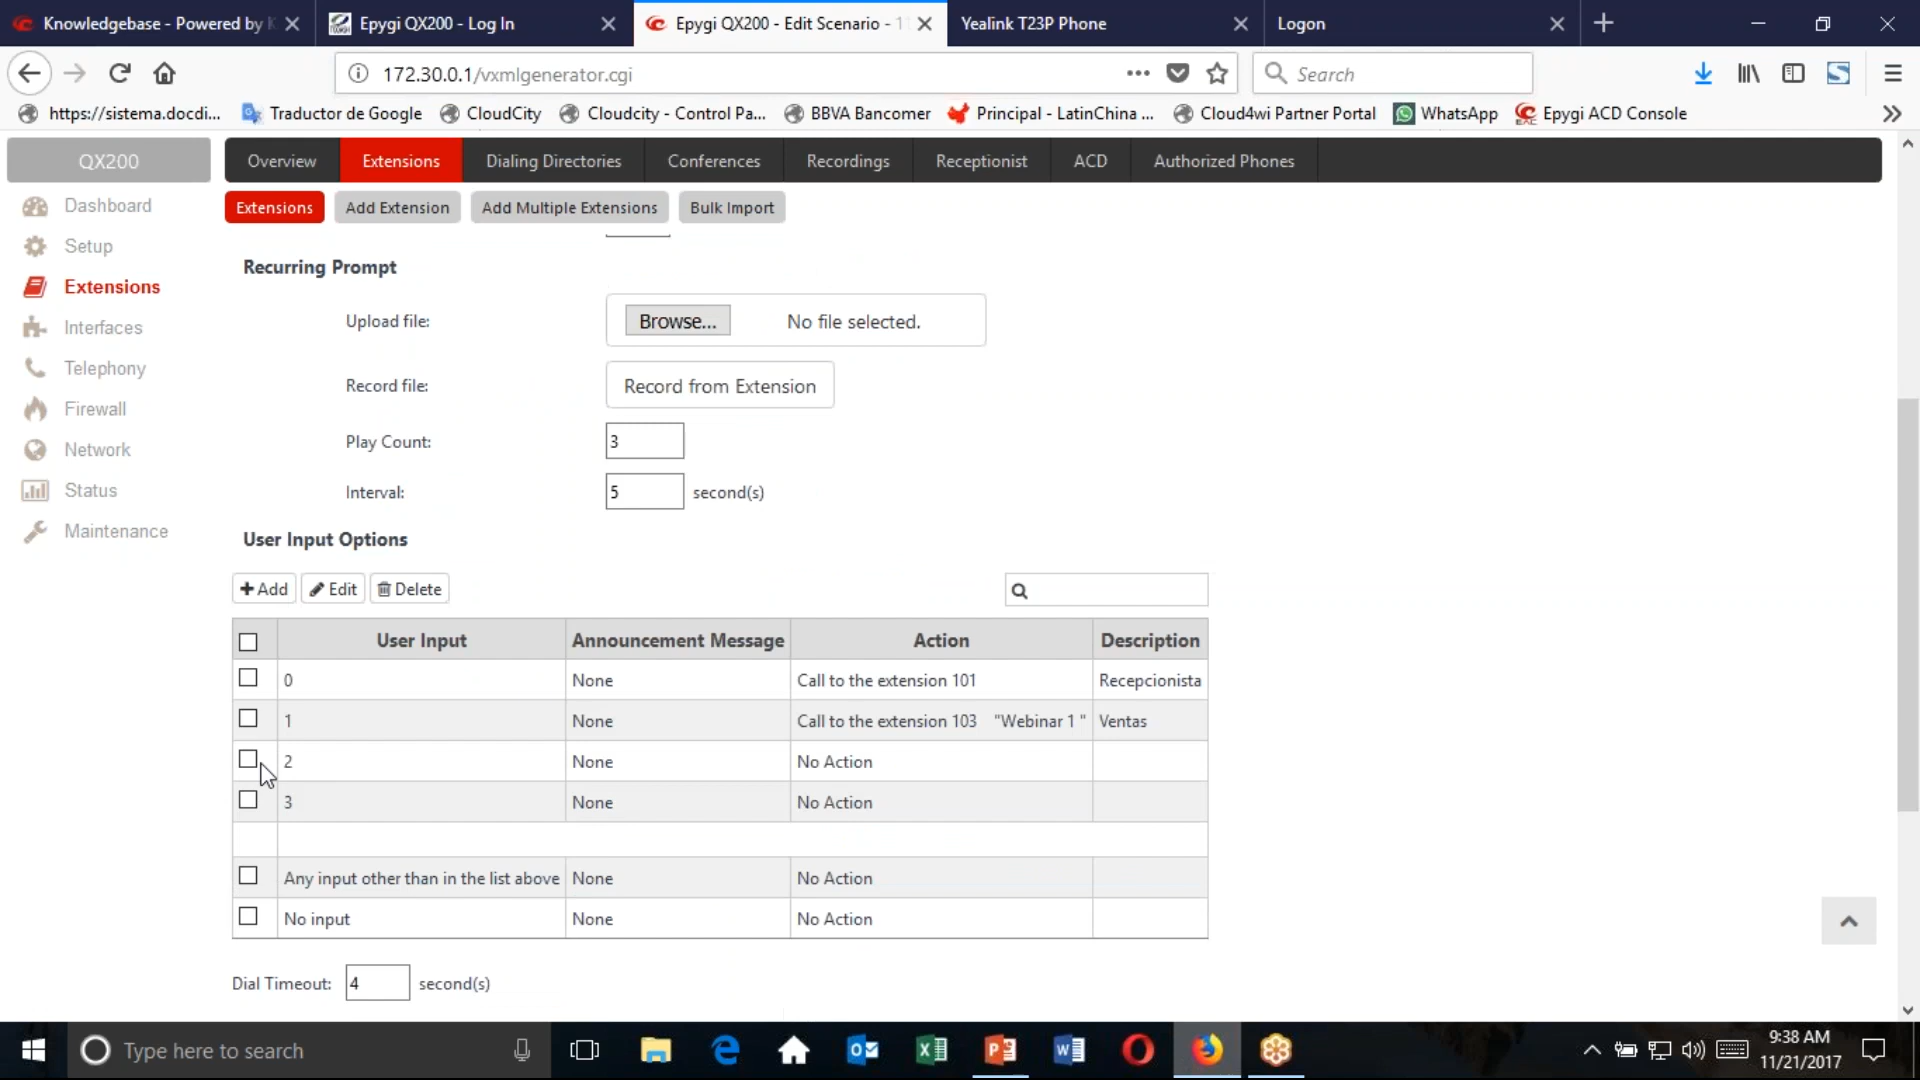 Knowledgebase - Powered by K
Epygi QX200 - Log In
Epygi QX200 - Edit Scenario - 1
Yealink T23P Phone
Logon
172.30.0.1/vxmlgenerator.cgi
Search
https://sistema.docdi...
Traductor de Google
CloudCity
Cloudcity - Control Pa...
BBVA Bancomer
Principal - LatinChina ...
Cloud4wi Partner Portal
WhatsApp
Epygi ACD Console
QX200
Overview
Extensions
Dialing Directories
Conferences
Recordings
Receptionist
ACD
Authorized Phones
Dashboard
Setup
Extensions
Interfaces
Telephony
Firewall
Network
Status
Maintenance
Extensions
Add Extension
Add Multiple Extensions
Bulk Import
Recurring Prompt
Upload file: Browse... No file selected.
Record file: Record from Extension
Play Count: 3
Interval: 5 second(s)
User Input Options
Add Edit Delete
User Input Announcement Message Action Description
0 None Call to the extension 101 Recepcionista
1 None Call to the extension 103 "Webinar 1 " Ventas
2 None No Action
3 None No Action
Any input other than in the list above None No Action
No input None No Action
Dial Timeout: 4 second(s)
Type here to search
9:38 AM
11/21/2017